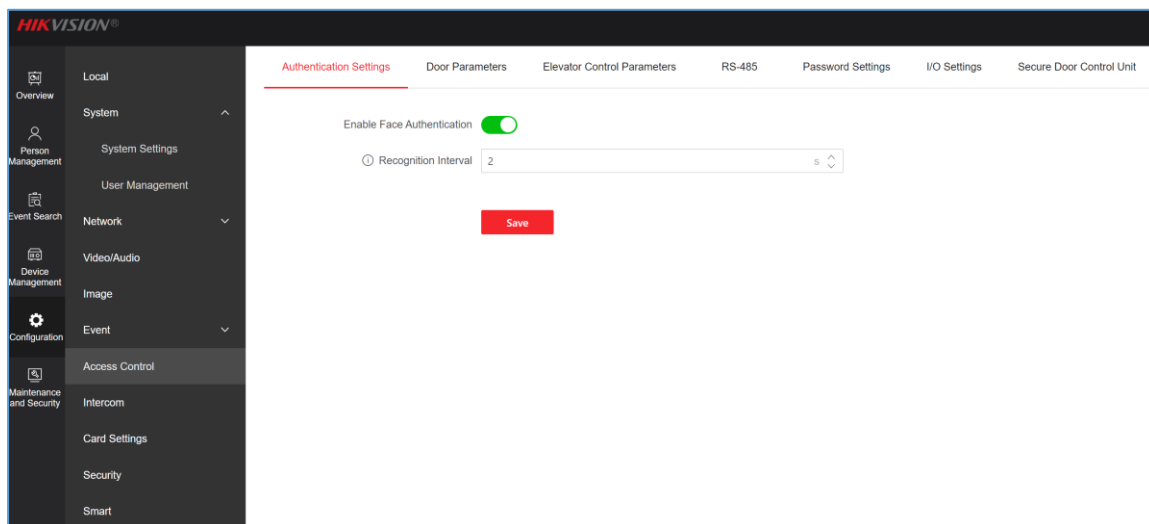 HIKVISION®
Overview
Person
Management
Event Search
Device
Management
Configuration
Maintenance
and Security
Local
System
System Settings
User Management
Network
Video/Audio
Image
Event
Access Control
Intercom
Card Settings
Security
Smart
Authentication Settings Door Parameters Elevator Control Parameters RS-485 Password Settings I/O Settings Secure Door Control Unit
Enable Face Authentication
Recognition Interval 2 s
Save